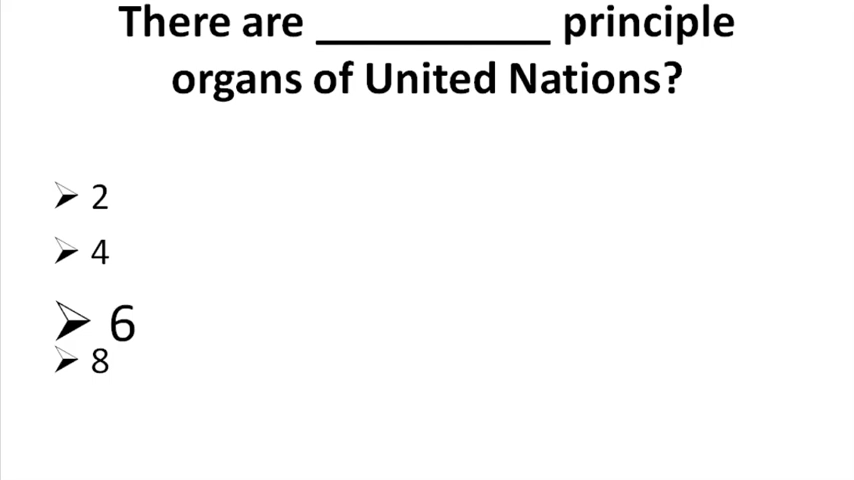 There are __________ principle
organs of United Nations?
➢ 2
➢ 4
➢ 6
➢ 8